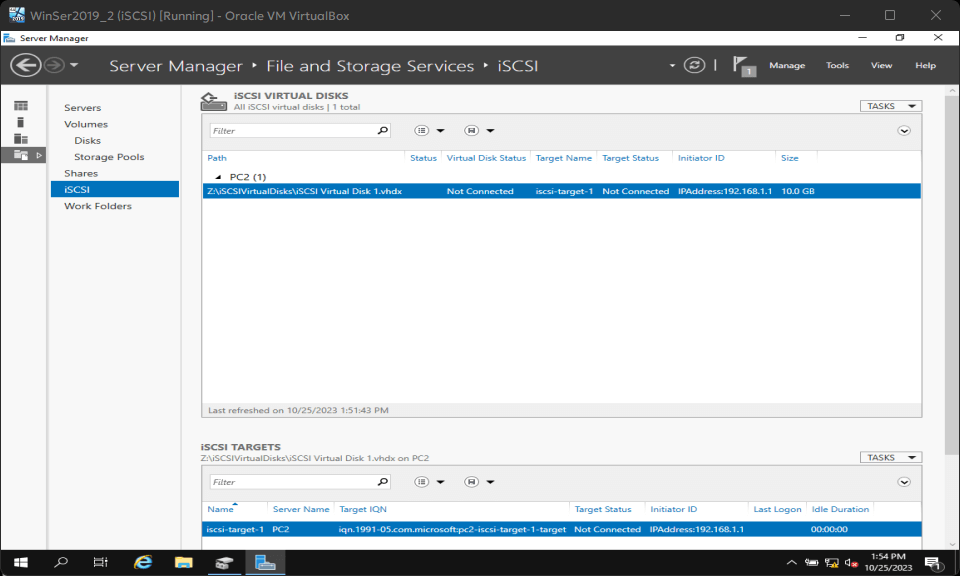 WinSer2019_2 (iSCSI) [Running] - Oracle VM VirtualBox
Server Manager
Server Manager ‣ File and Storage Services ‣ iSCSI
1
Manage Tools View Help
Servers
Volumes
Disks
Storage Pools
Shares
iSCSI
Work Folders
iSCSI VIRTUAL DISKS
All iSCSI virtual disks | 1 total
TASKS
Filter
Path Status Virtual Disk Status Target Name Target Status Initiator ID Size
PC2 (1)
Z:\iSCSIVirtualDisks\iSCSI Virtual Disk 1.vhdx Not Connected iscsi-target-1 Not Connected IPAddress:192.168.1.1 10.0 GB
Last refreshed on 10/25/2023 1:51:43 PM
iSCSI TARGETS
Z:\iSCSIVirtualDisks\iSCSI Virtual Disk 1.vhdx on PC2
TASKS
Filter
Name Server Name Target IQN Target Status Initiator ID Last Logon Idle Duration
iscsi-target-1 PC2 iqn.1991-05.com.microsoft:pc2-iscsi-target-1-target Not Connected IPAddress:192.168.1.1 00:00:00
1:54 PM
10/25/2023
1